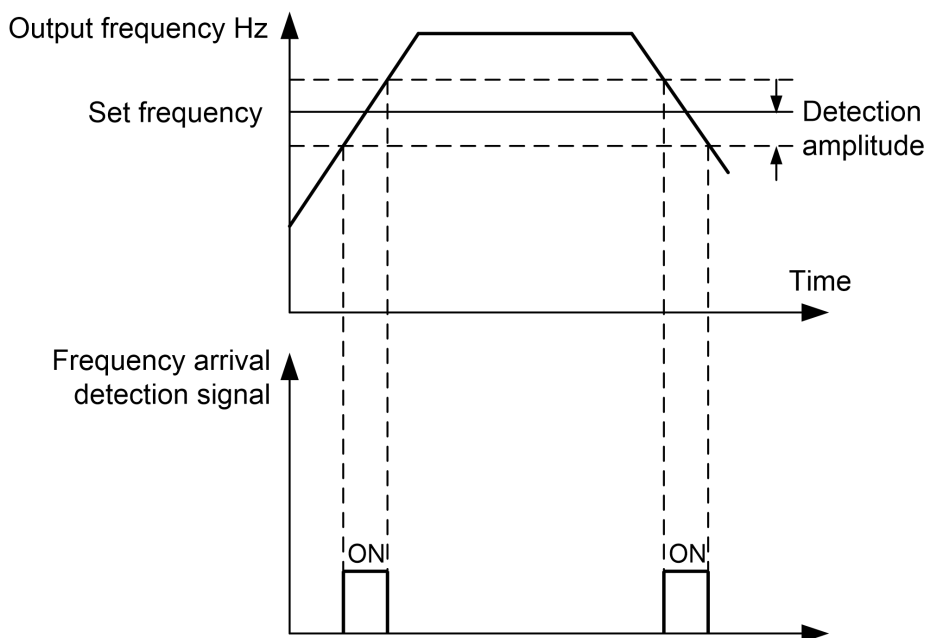 Output frequency Hz
Set frequency
Detection
amplitude
Time
Frequency arrival
detection signal
ON
ON